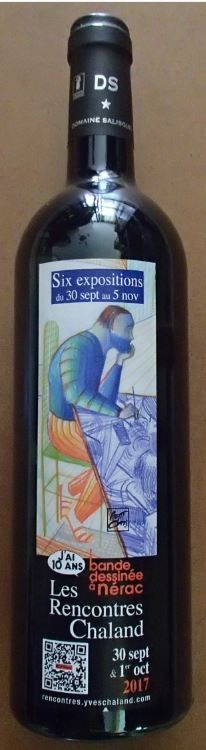 DS
DOMAINE SALISQUET
Six expositions
du 30 sept au 5 nov
J'AI
10 ANS
bande
dessinée
à nérac
Les
Rencontres
Chaland
30 sept
& 1er oct
2017
rencontres.yveschaland.com